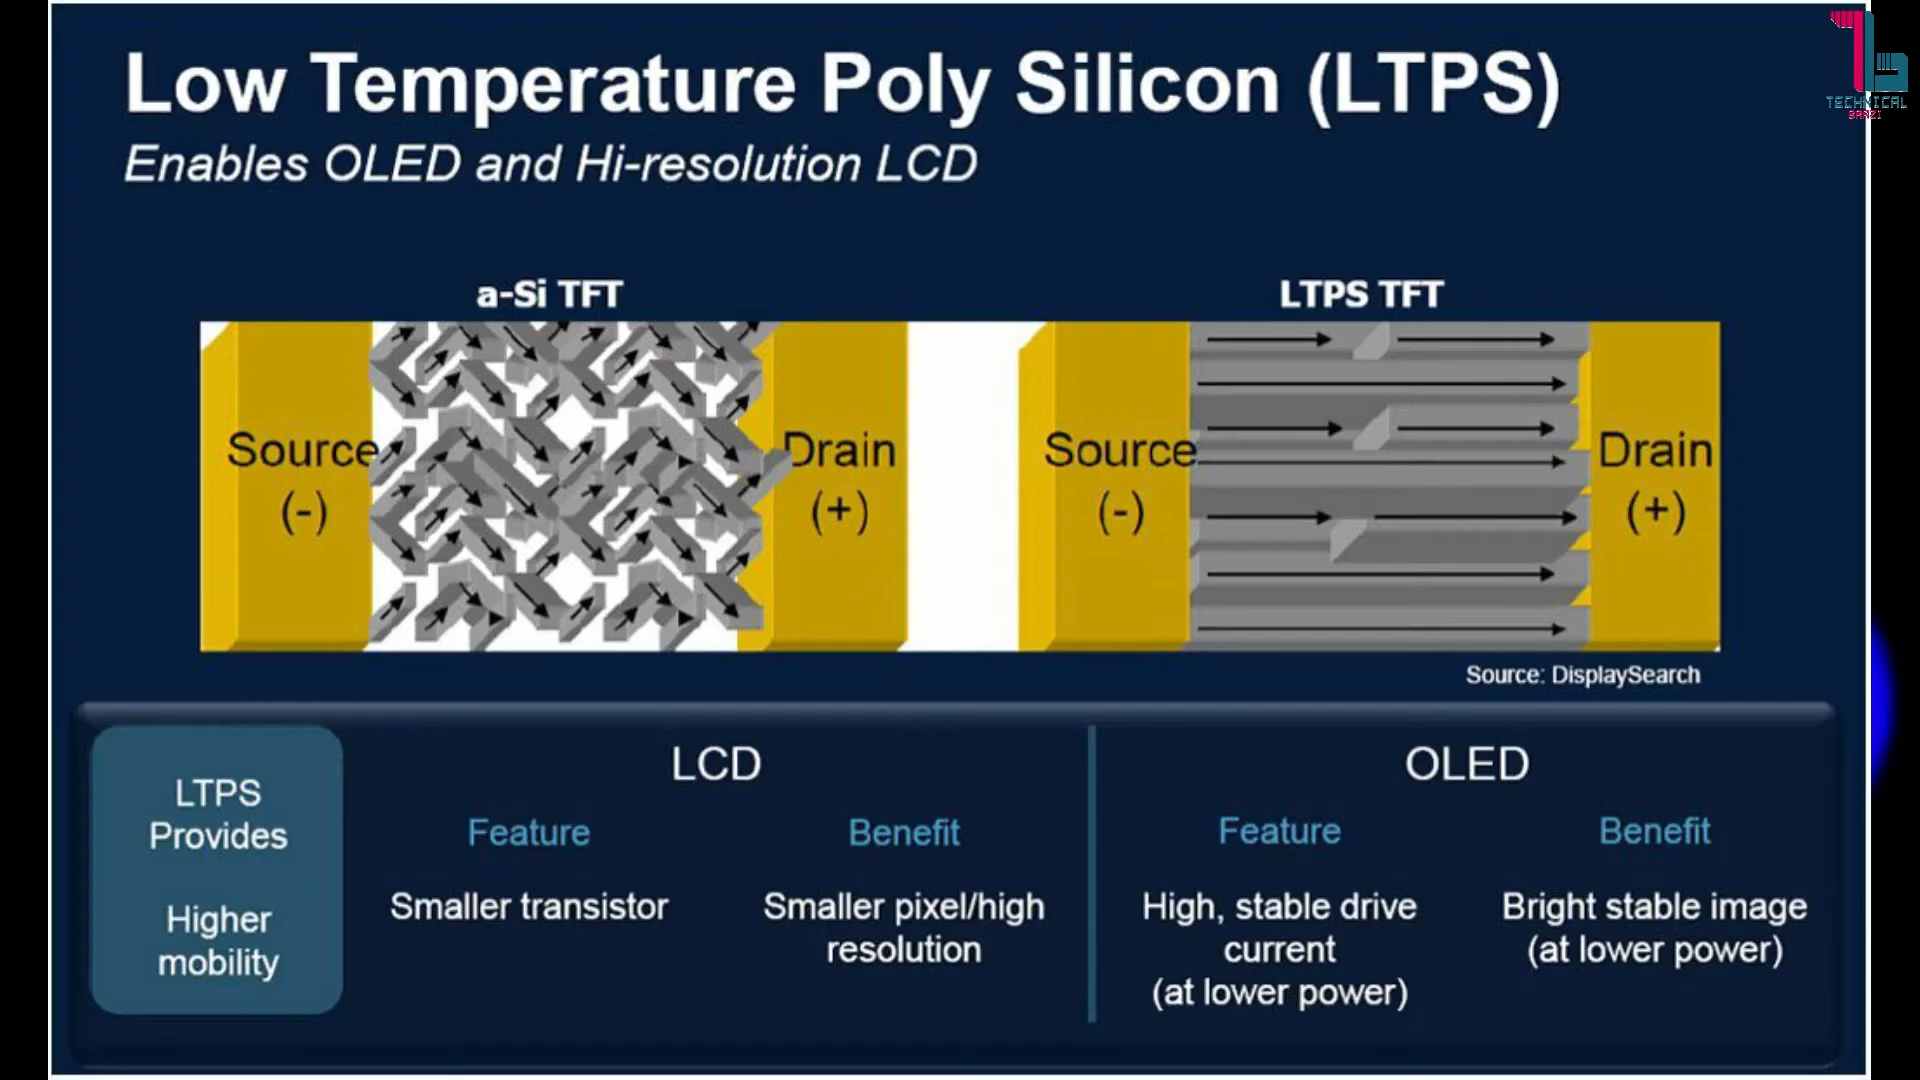 Low Temperature Poly Silicon (LTPS)
Enables OLED and Hi-resolution LCD
TECHNICAL
a-Si TFT
LTPS TFT
Source
(-)
Drain
(+)
Source
(-)
Drain
(+)
Source: DisplaySearch
LTPS
Provides
Higher
mobility
LCD
Feature
Benefit
Smaller transistor
Smaller pixel/high
resolution
OLED
Feature
Benefit
High, stable drive
current
(at lower power)
Bright stable image
(at lower power)